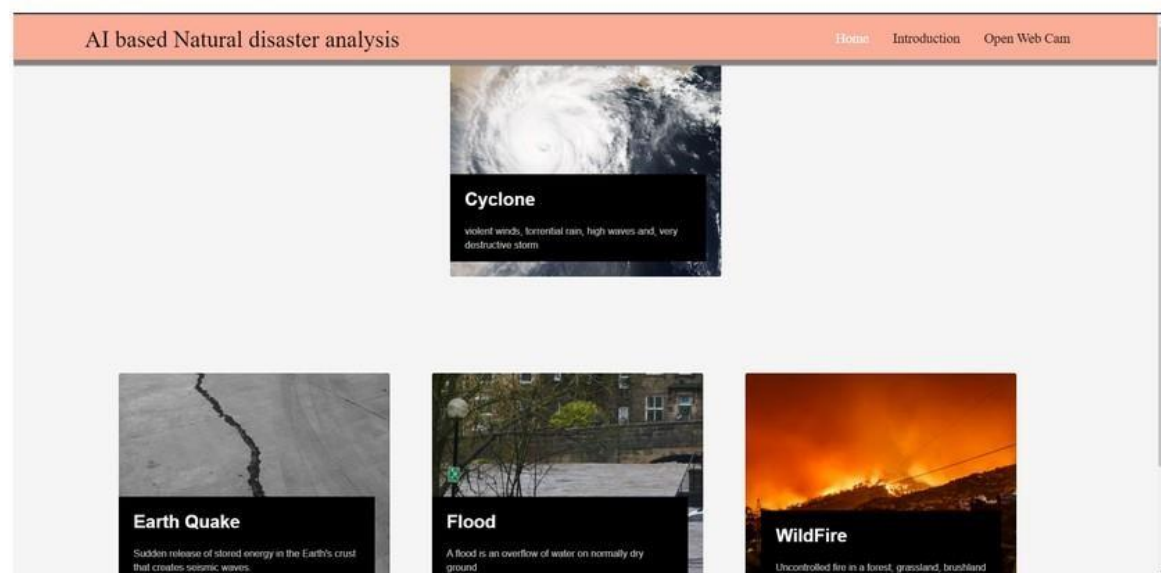 AI based Natural disaster analysis
Home Introduction Open Web Cam
Cyclone
violent winds, torrential rain, high waves and, very
destructive storm
Earth Quake
Sudden release of stored energy in the Earth's crust
that creates seismic waves.
Flood
A flood is an overflow of water on normally dry
ground
WildFire
Uncontrolled fire in a forest, grassland, brushland